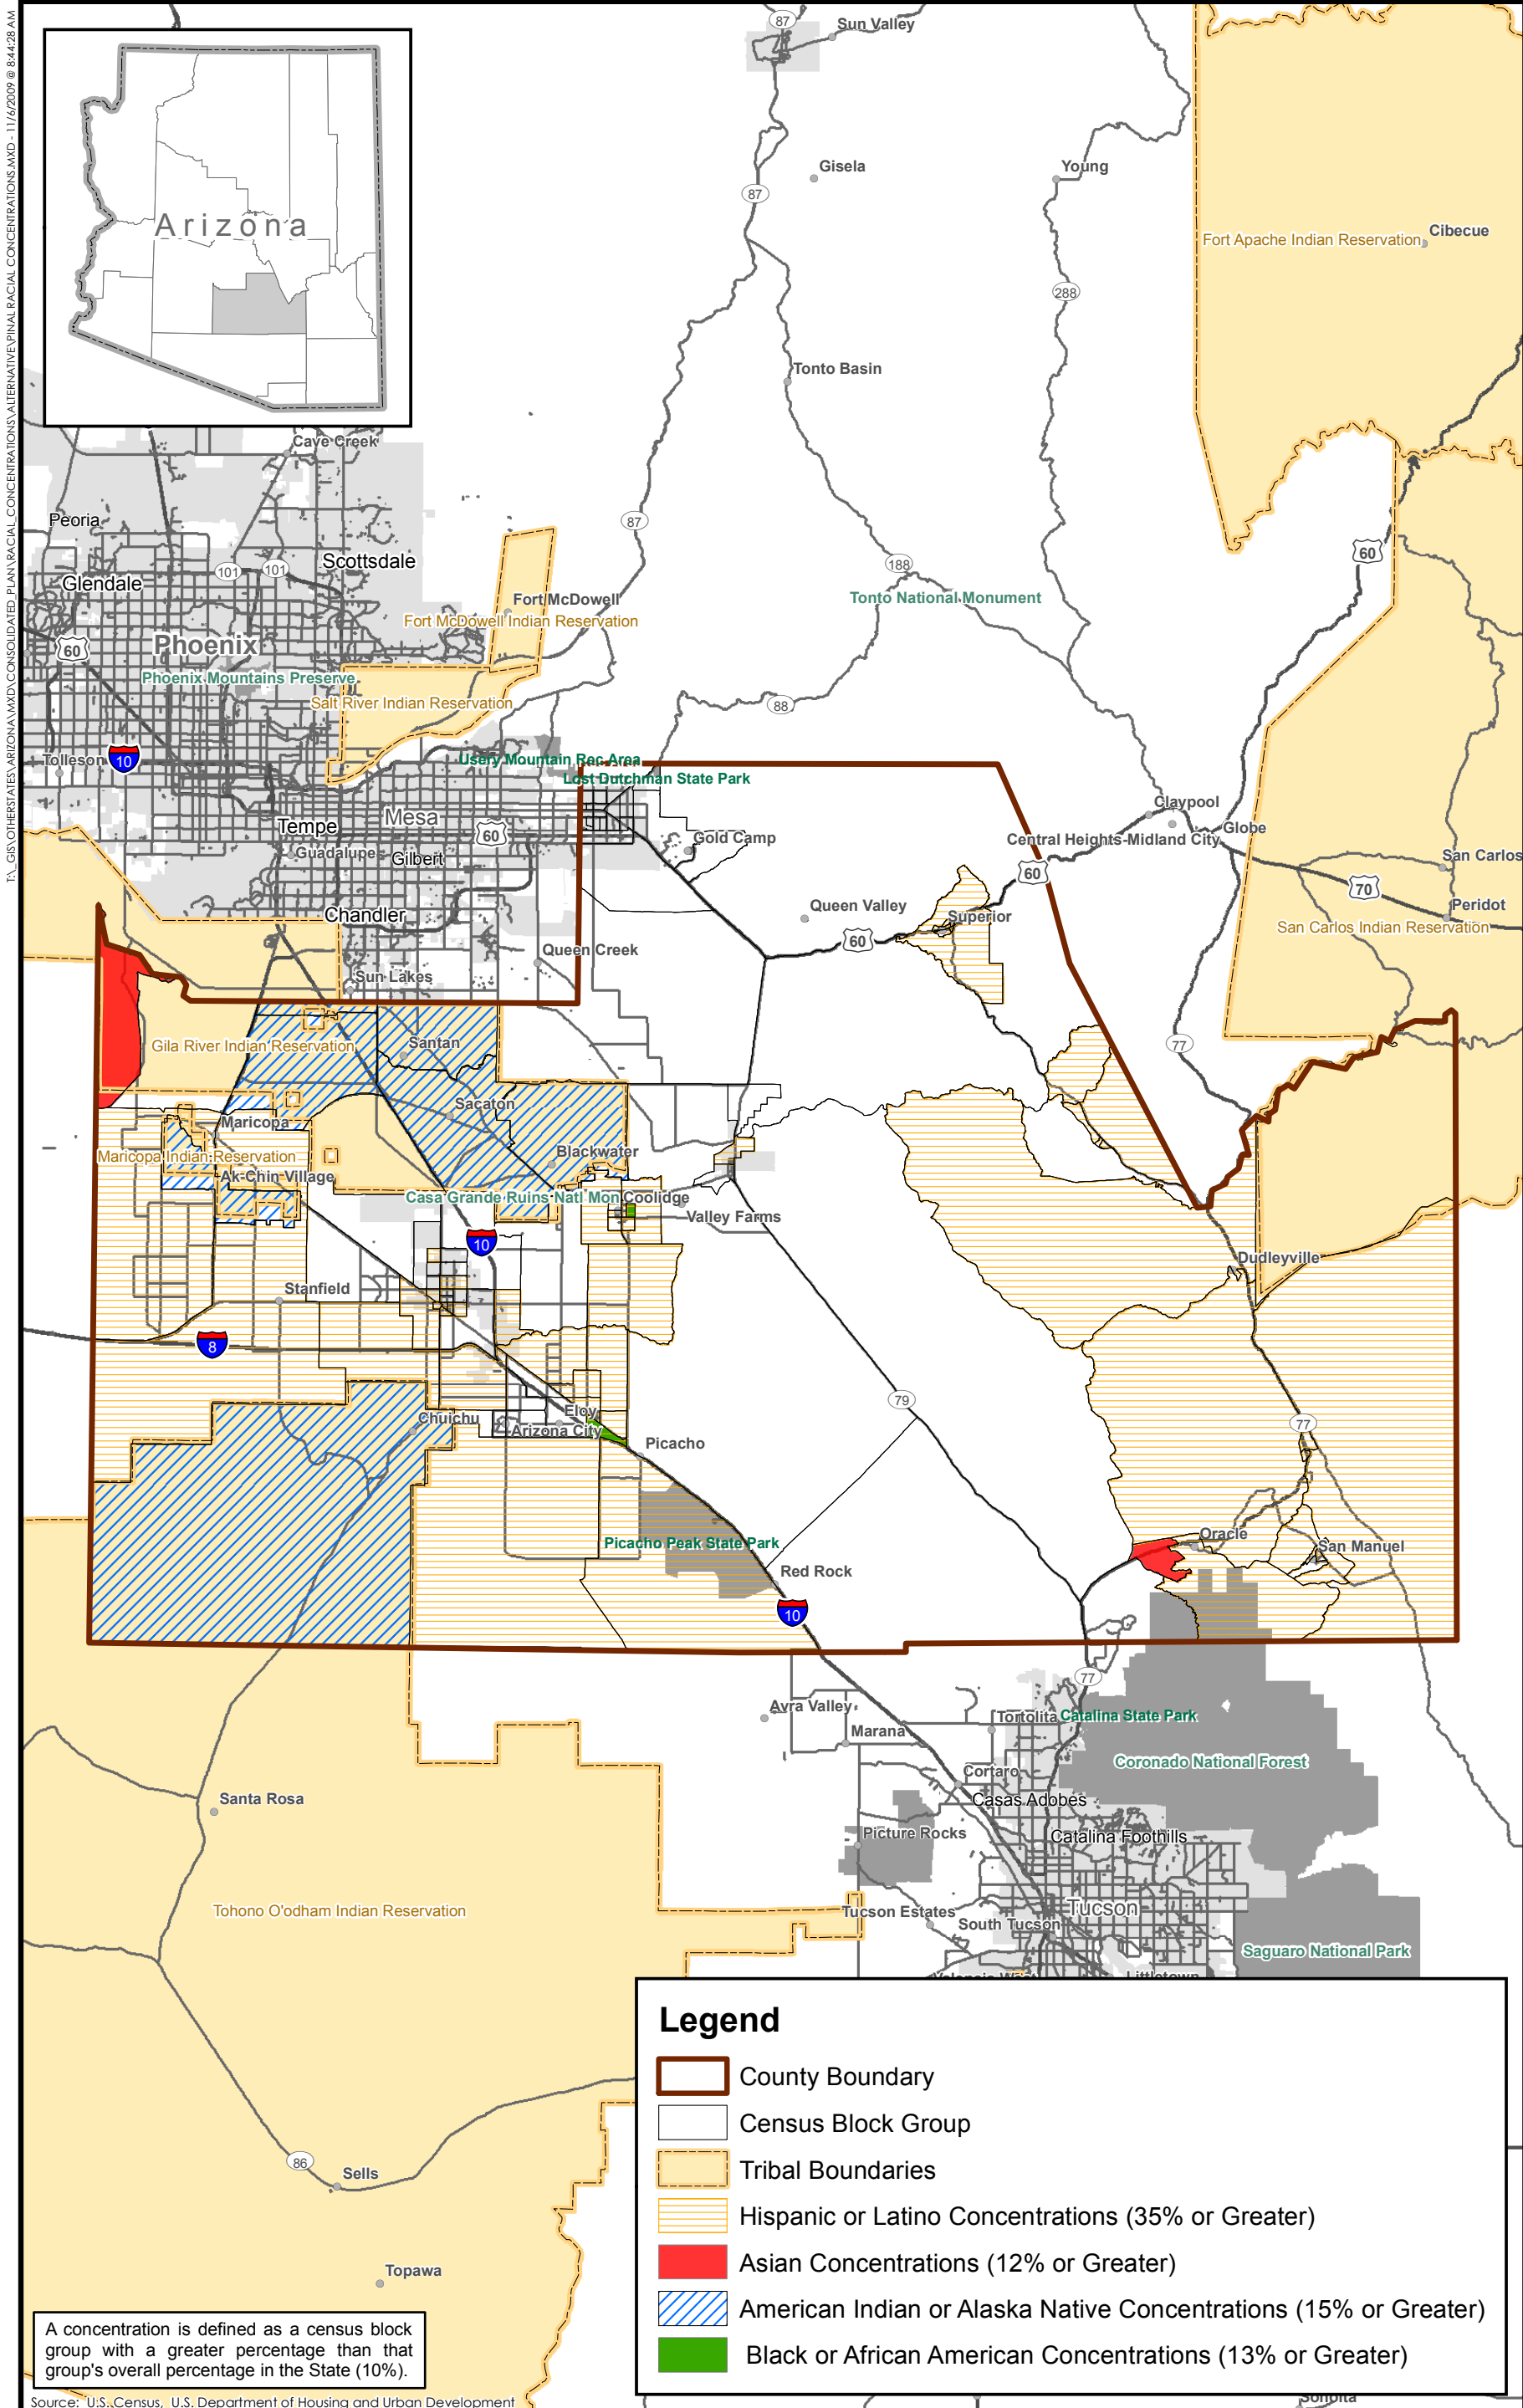 T:\_GIS\OTHERSTATES\ARIZONA\MXD\CONSOLIDATED_PLAN\RACIAL_CONCENTRATIONS\ALTERNATIVE\PINAL RACIAL CONCENTRATIONS.MXD - 11/6/2009 @ 8:44:28 AM
Arizona
87
Sun Valley
Gisela
Young
87
Fort Apache Indian Reservation
Cibecue
288
Tonto Basin
Cave Creek
Peoria
87
Scottsdale
101
101
60
188
Glendale
Fort McDowell
Tonto National Monument
Fort McDowell Indian Reservation
60
Phoenix
Phoenix Mountains Preserve
Salt River Indian Reservation
88
Tolleson
10
Usery Mountain Rec Area
Lost Dutchman State Park
Claypool
Tempe
Mesa
60
Gold Camp
Central Heights-Midland City
Globe
Guadalupe
Gilbert
San Carlos
60
70
Chandler
Queen Valley
Superior
Peridot
60
San Carlos Indian Reservation
Queen Creek
Sun Lakes
Gila River Indian Reservation
Santan
77
Sacaton
Maricopa
Blackwater
Maricopa Indian Reservation
Ak-Chin Village
Casa Grande Ruins Natl Mon
Coolidge
Valley Farms
10
Dudleyville
Stanfield
8
79
Chuichu
Eloy
Arizona City
77
Picacho
Picacho Peak State Park
Oracle
San Manuel
Red Rock
10
77
Avra Valley
Tortolita
Catalina State Park
Marana
Coronado National Forest
Cortaro
Santa Rosa
Casas Adobes
Picture Rocks
Catalina Foothills
Tohono O'odham Indian Reservation
Tucson Estates
South Tucson
Tucson
Saguaro National Park
Littletown
86
Sells
Topawa
Legend
County Boundary
Census Block Group
Tribal Boundaries
Hispanic or Latino Concentrations (35% or Greater)
Asian Concentrations (12% or Greater)
American Indian or Alaska Native Concentrations (15% or Greater)
Black or African American Concentrations (13% or Greater)
A concentration is defined as a census block
group with a greater percentage than that
group's overall percentage in the State (10%).
Source: U.S. Census, U.S. Department of Housing and Urban Development
Sonoita